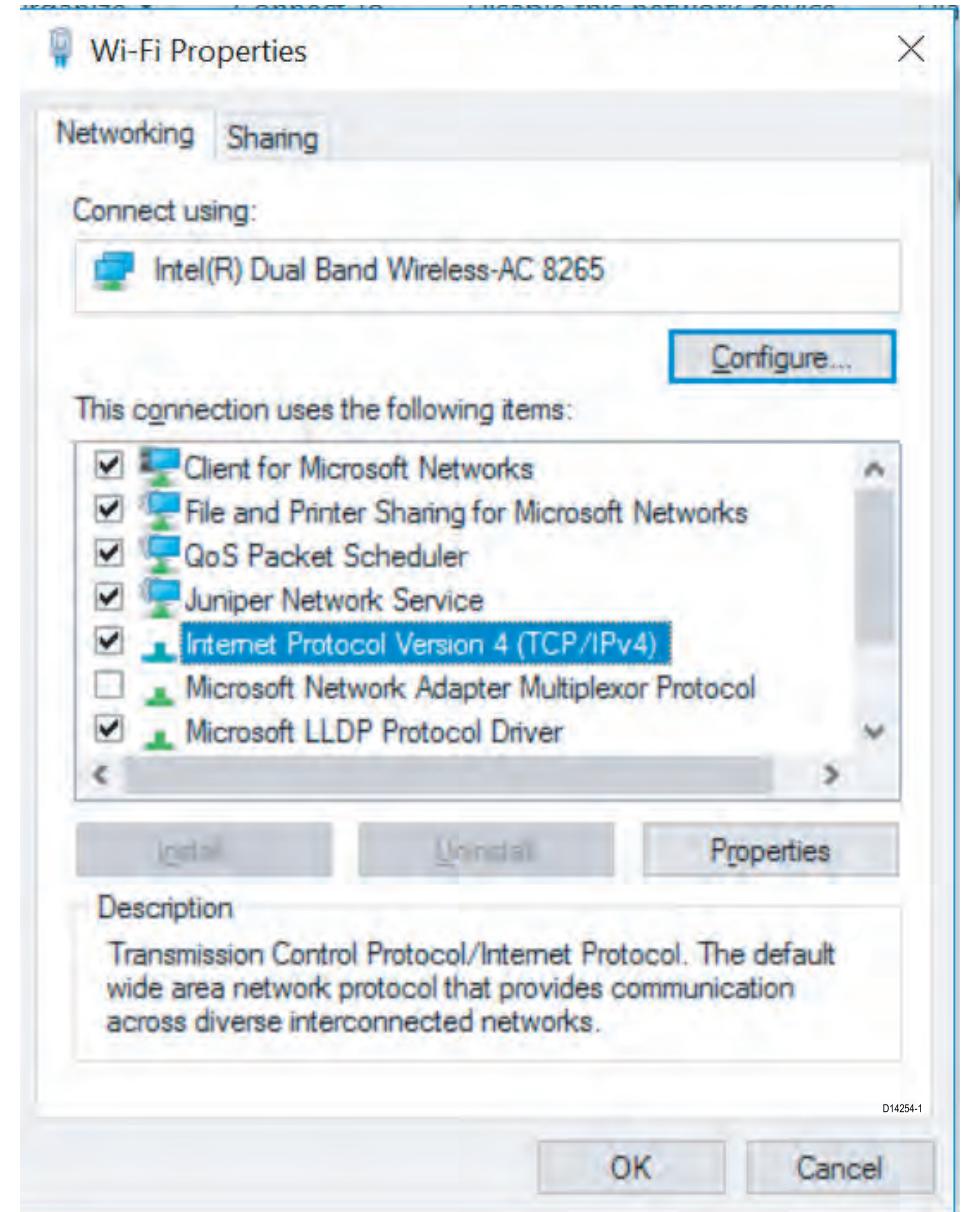 Wi-Fi Properties
Networking
Sharing
Connect using:
Intel(R) Dual Band Wireless-AC 8265
Configure...
This connection uses the following items:
Client for Microsoft Networks
File and Printer Sharing for Microsoft Networks
QoS Packet Scheduler
Juniper Network Service
Internet Protocol Version 4 (TCP/IPv4)
Microsoft Network Adapter Multiplexor Protocol
Microsoft LLDP Protocol Driver
Install...
Uninstall
Properties
Description
Transmission Control Protocol/Internet Protocol. The default
wide area network protocol that provides communication
across diverse interconnected networks.
D14254-1
OK
Cancel